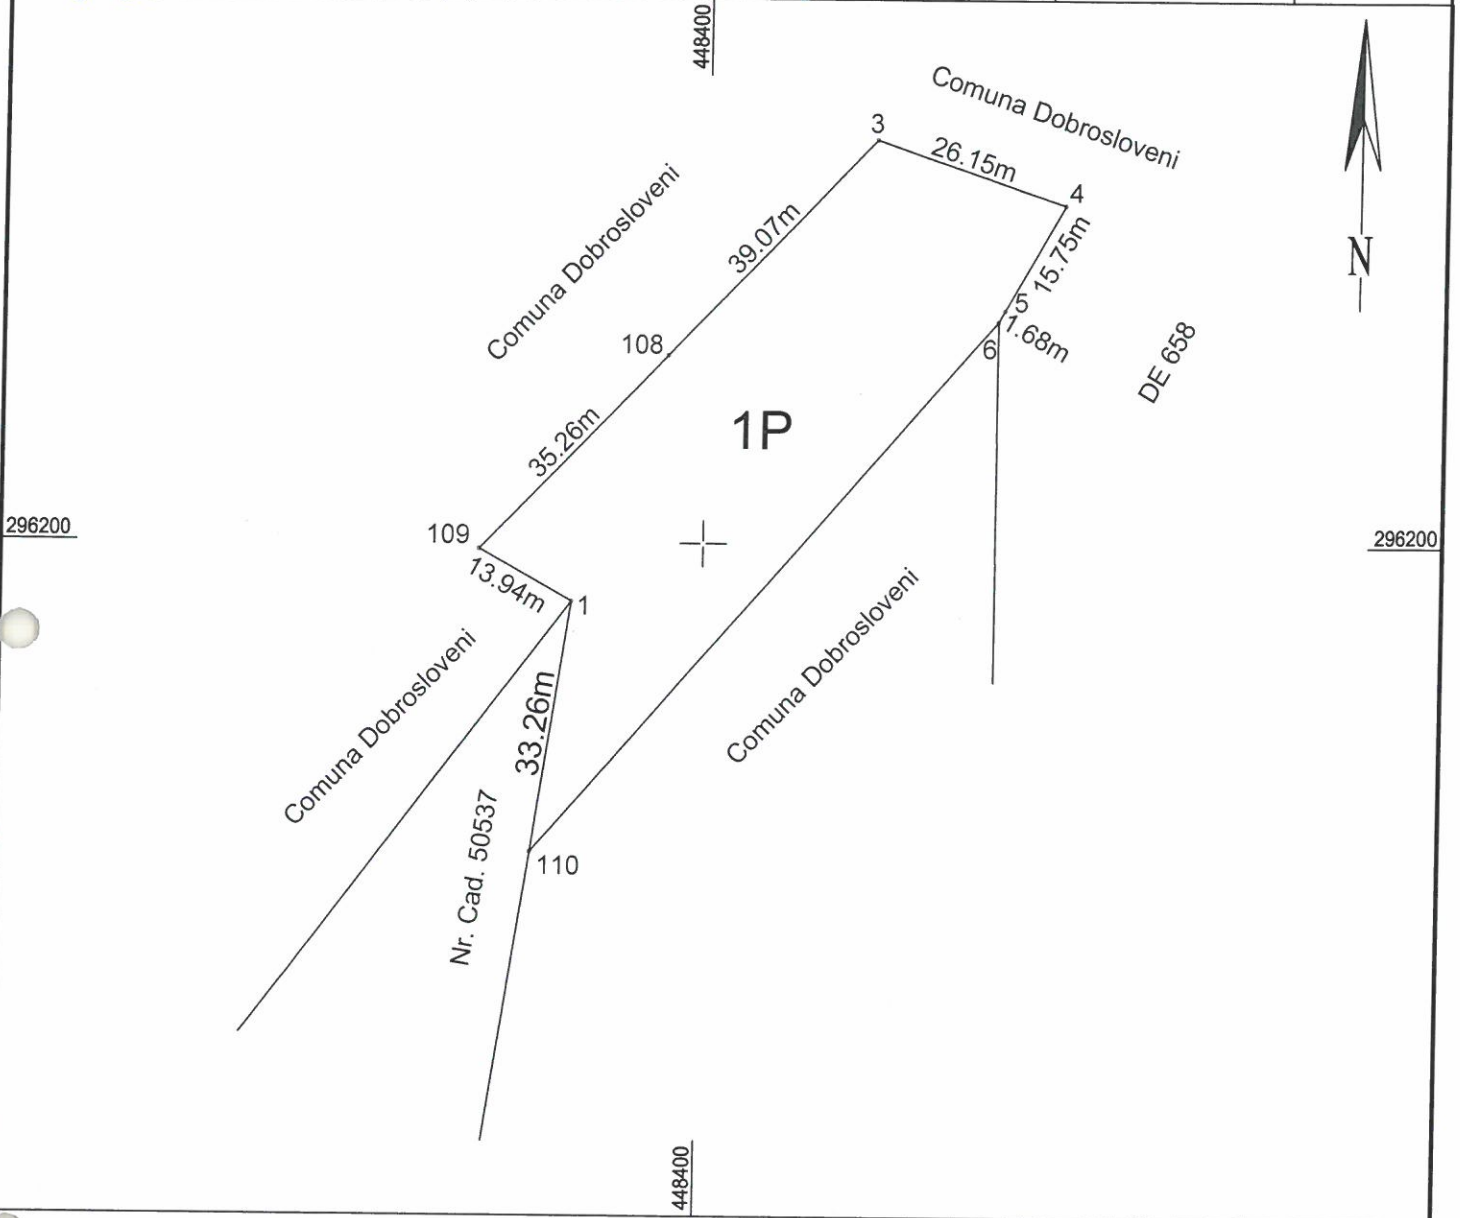 448400
Comuna Dobrosloveni
3
26.15m
4
Comuna Dobrosloveni
39.07m
15.75m
N
5
1.68m
6
108
DE 658
35.26m
1P
296200
109
296200
13.94m
1
Comuna Dobrosloveni
Comuna Dobrosloveni
33.26m
Nr. Cad. 50537
110
448400